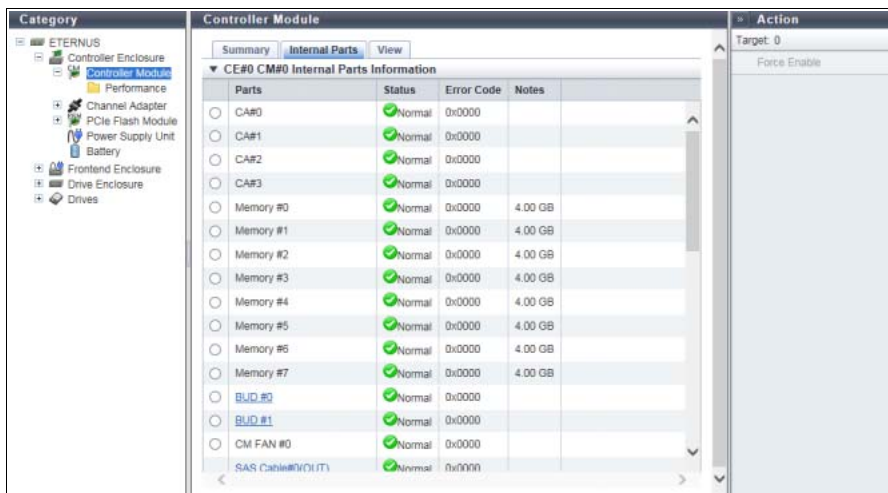 Category
ETERNUS
Controller Enclosure
Controller Module
Performance
Channel Adapter
PCIe Flash Module
Power Supply Unit
Battery
Frontend Enclosure
Drive Enclosure
Drives
Controller Module
Summary Internal Parts View
CE#0 CM#0 Internal Parts Information
Parts Status Error Code Notes
CA#0 Normal 0x0000
CA#1 Normal 0x0000
CA#2 Normal 0x0000
CA#3 Normal 0x0000
Memory #0 Normal 0x0000 4.00 GB
Memory #1 Normal 0x0000 4.00 GB
Memory #2 Normal 0x0000 4.00 GB
Memory #3 Normal 0x0000 4.00 GB
Memory #4 Normal 0x0000 4.00 GB
Memory #5 Normal 0x0000 4.00 GB
Memory #6 Normal 0x0000 4.00 GB
Memory #7 Normal 0x0000 4.00 GB
BUD #0 Normal 0x0000
BUD #1 Normal 0x0000
CM FAN #0 Normal 0x0000
SAS Cable#0(OUT) Normal 0x0000
» Action
Target: 0
Force Enable